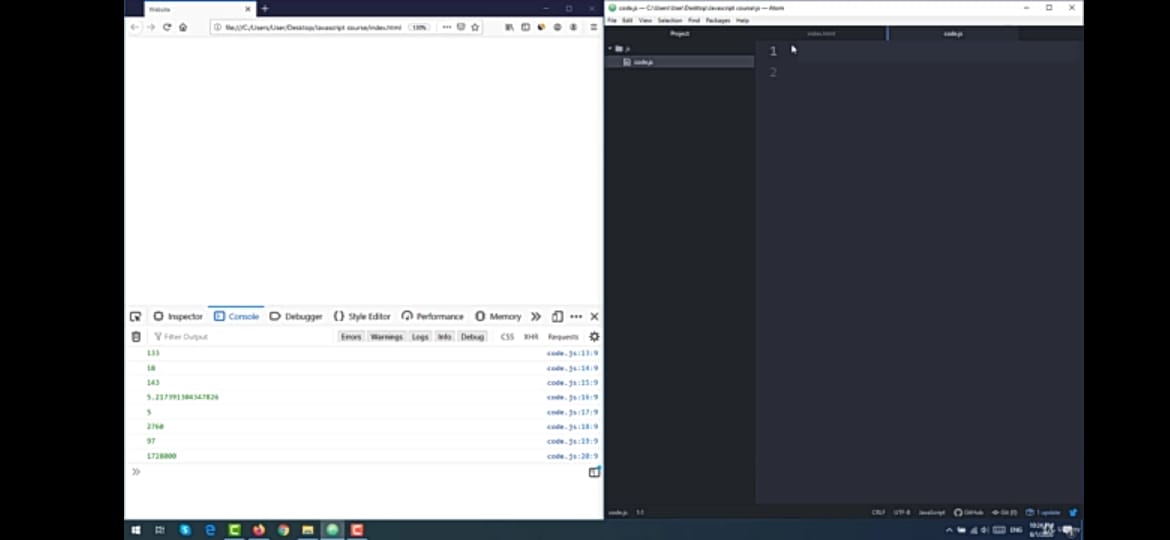 Website
file:///C:/Users/User/Desktop/Javascript course/index.html
130%
Inspector Console Debugger Style Editor Performance Memory
Filter Output
Errors Warnings Logs Info Debug CSS XHR Requests
133 code.js:13:9
10 code.js:14:9
143 code.js:15:9
5.217391304347826 code.js:16:9
5 code.js:17:9
2760 code.js:18:9
97 code.js:19:9
1728000 code.js:20:9
code.js — C:\Users\User\Desktop\Javascript course\js — Atom
File Edit View Selection Find Packages Help
Project
js
code.js
index.html
code.js
1
2
code.js 1:1
CRLF UTF-8 JavaScript GitHub Git (0) 1 update
ENG